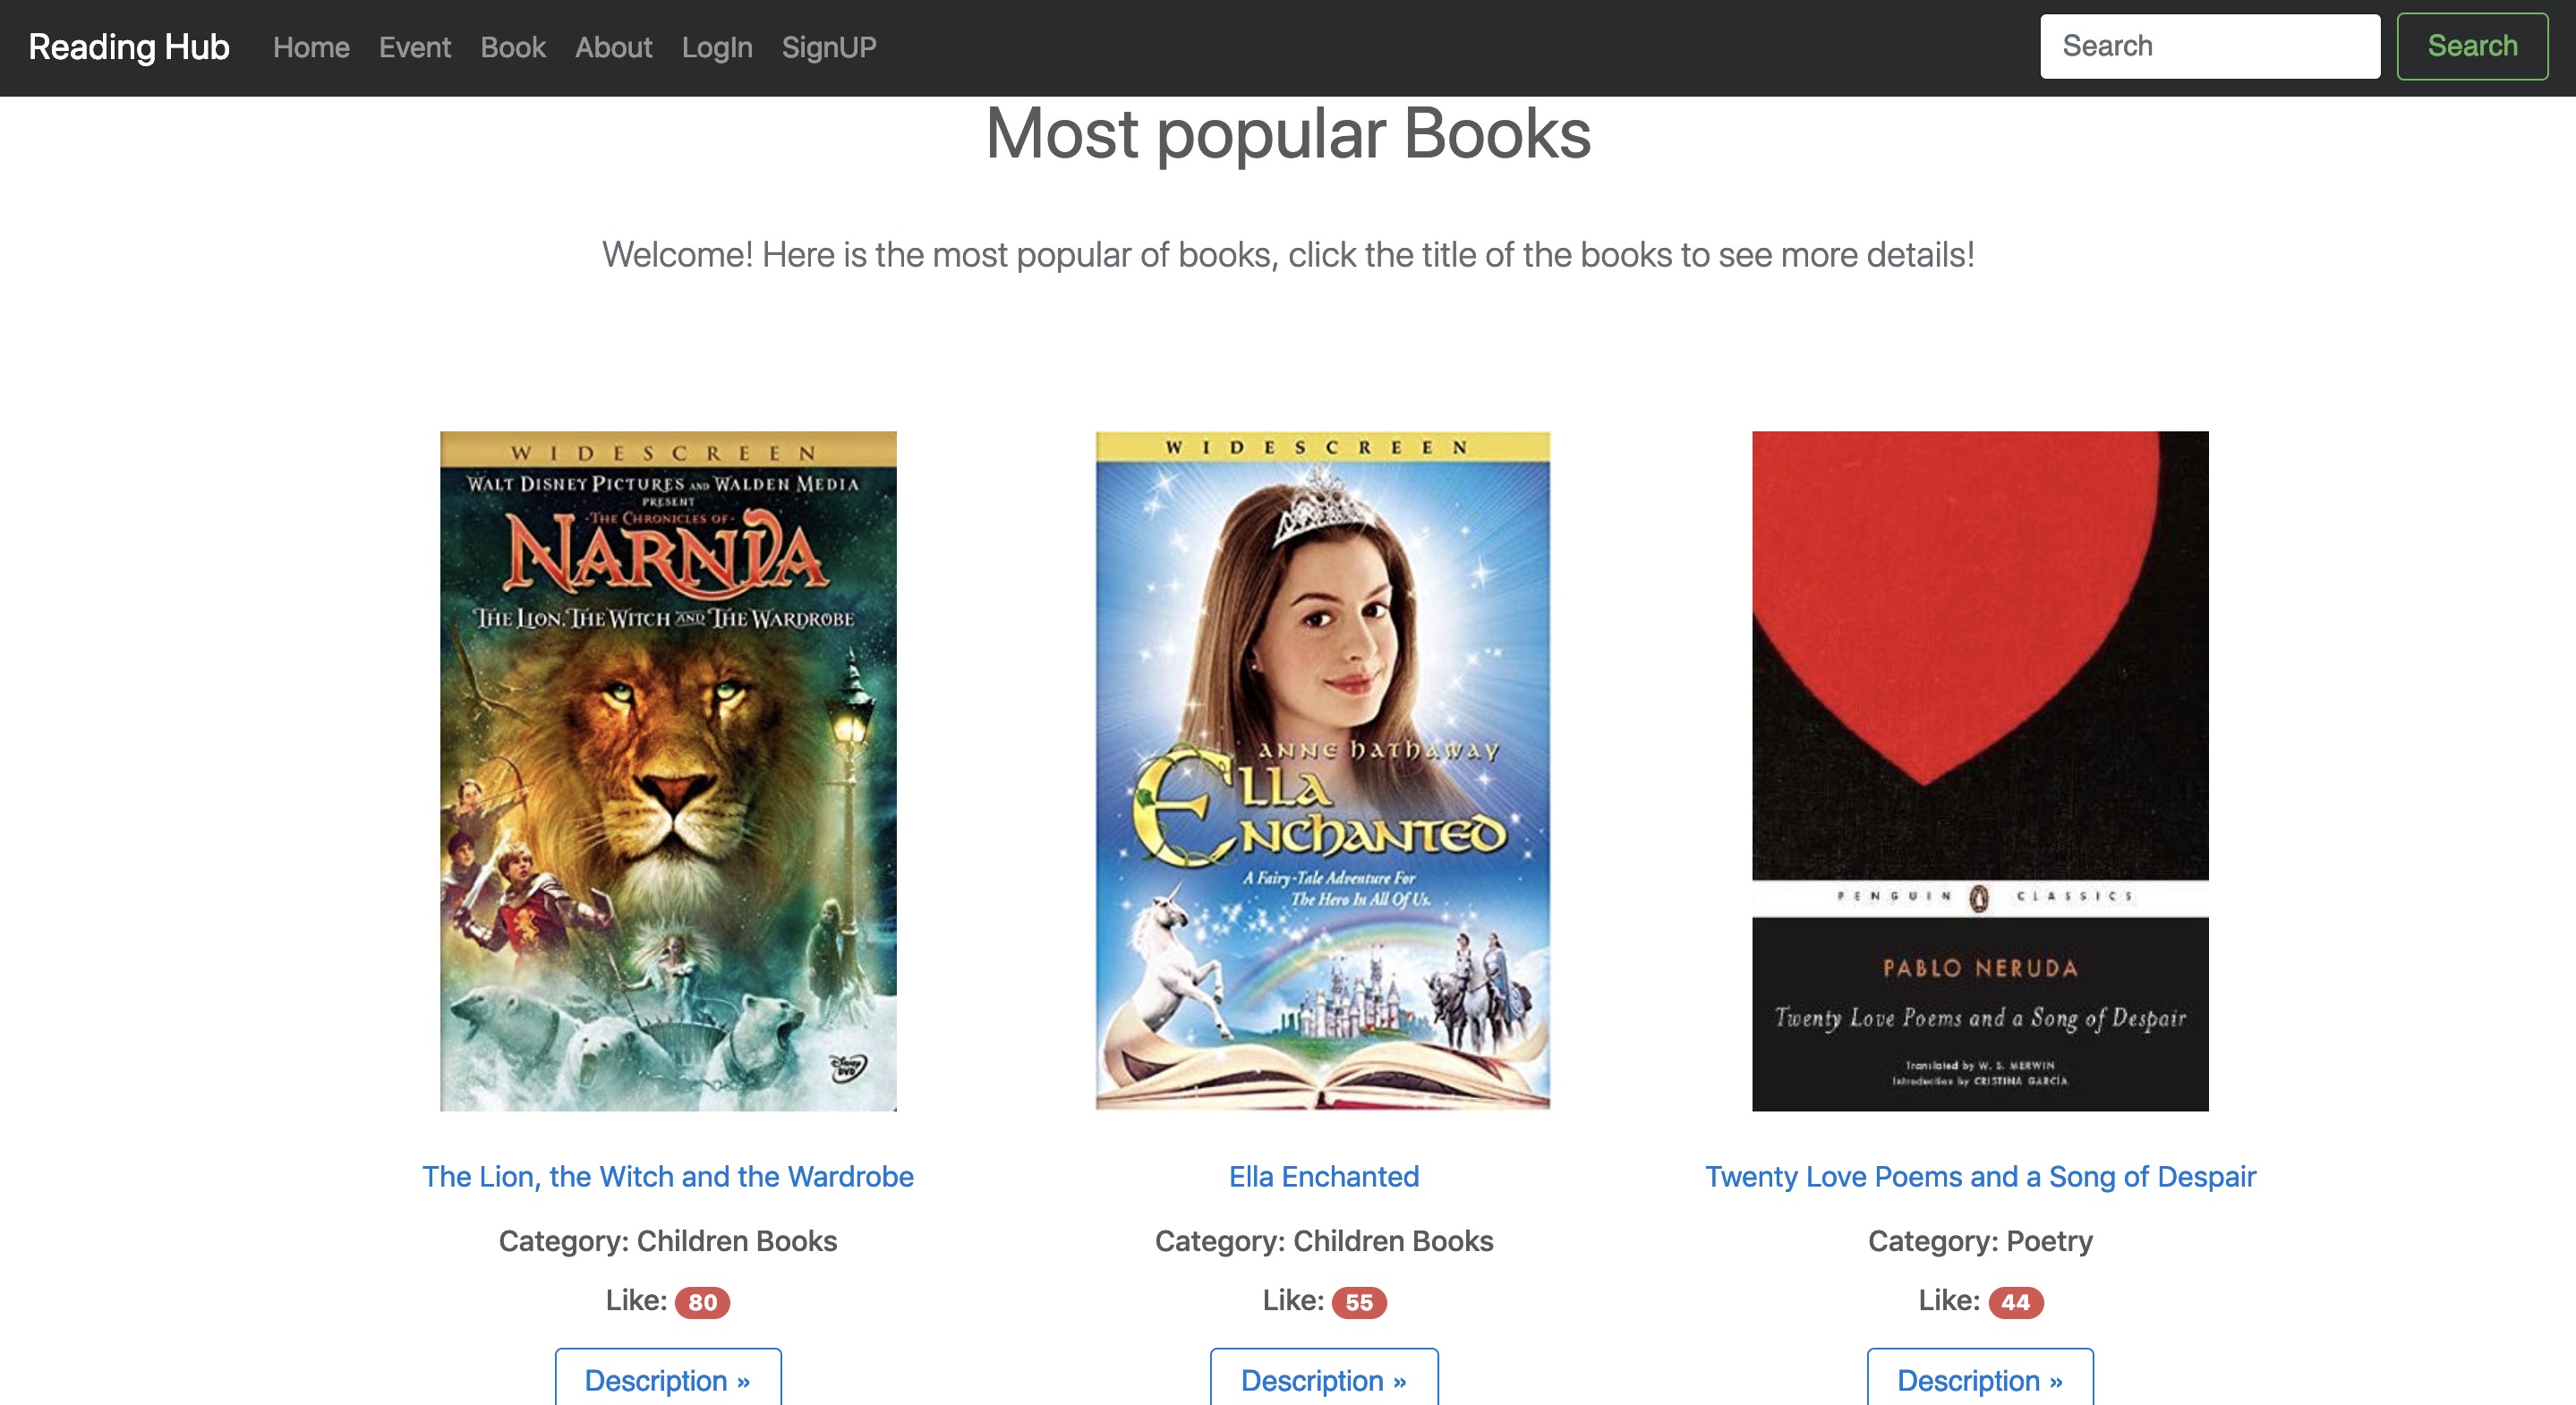 Reading Hub Home Event Book About LogIn SignUP Search Search
Most popular Books
Welcome! Here is the most popular of books, click the title of the books to see more details!
WIDESCREEN
WALT DISNEY PICTURES AND WALDEN MEDIA
PRESENT
·THE CHRONICLES OF·
NARNIA
THE LION, THE WITCH AND THE WARDROBE
Disney
DVD
The Lion, the Witch and the Wardrobe
Category: Children Books
Like: 80
Description »
WIDESCREEN
ANNE HATHAWAY
ELLA
ENCHANTED
A Fairy-Tale Adventure For
The Hero In All Of Us.
Ella Enchanted
Category: Children Books
Like: 55
Description »
PENGUIN CLASSICS
PABLO NERUDA
Twenty Love Poems and a Song of Despair
Translated by W. S. MERWIN
Introduction by CRISTINA GARCÍA
Twenty Love Poems and a Song of Despair
Category: Poetry
Like: 44
Description »